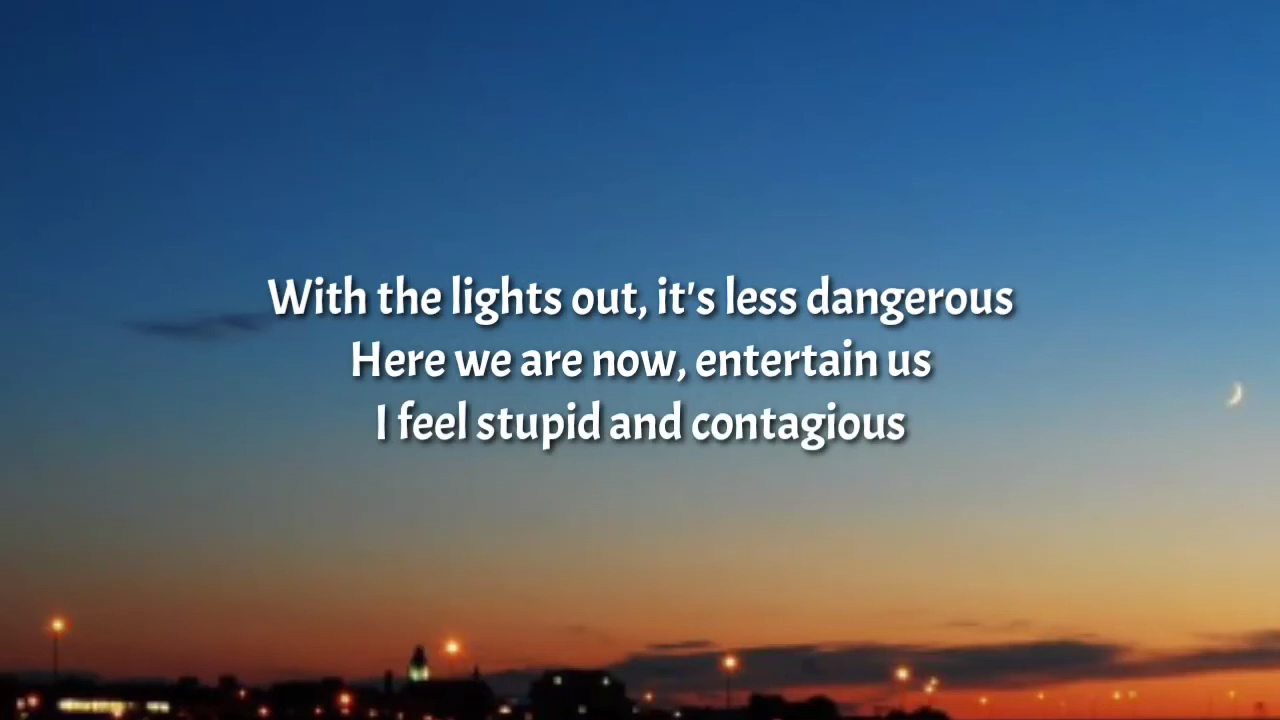 With the lights out, it's less dangerous
Here we are now, entertain us
I feel stupid and contagious